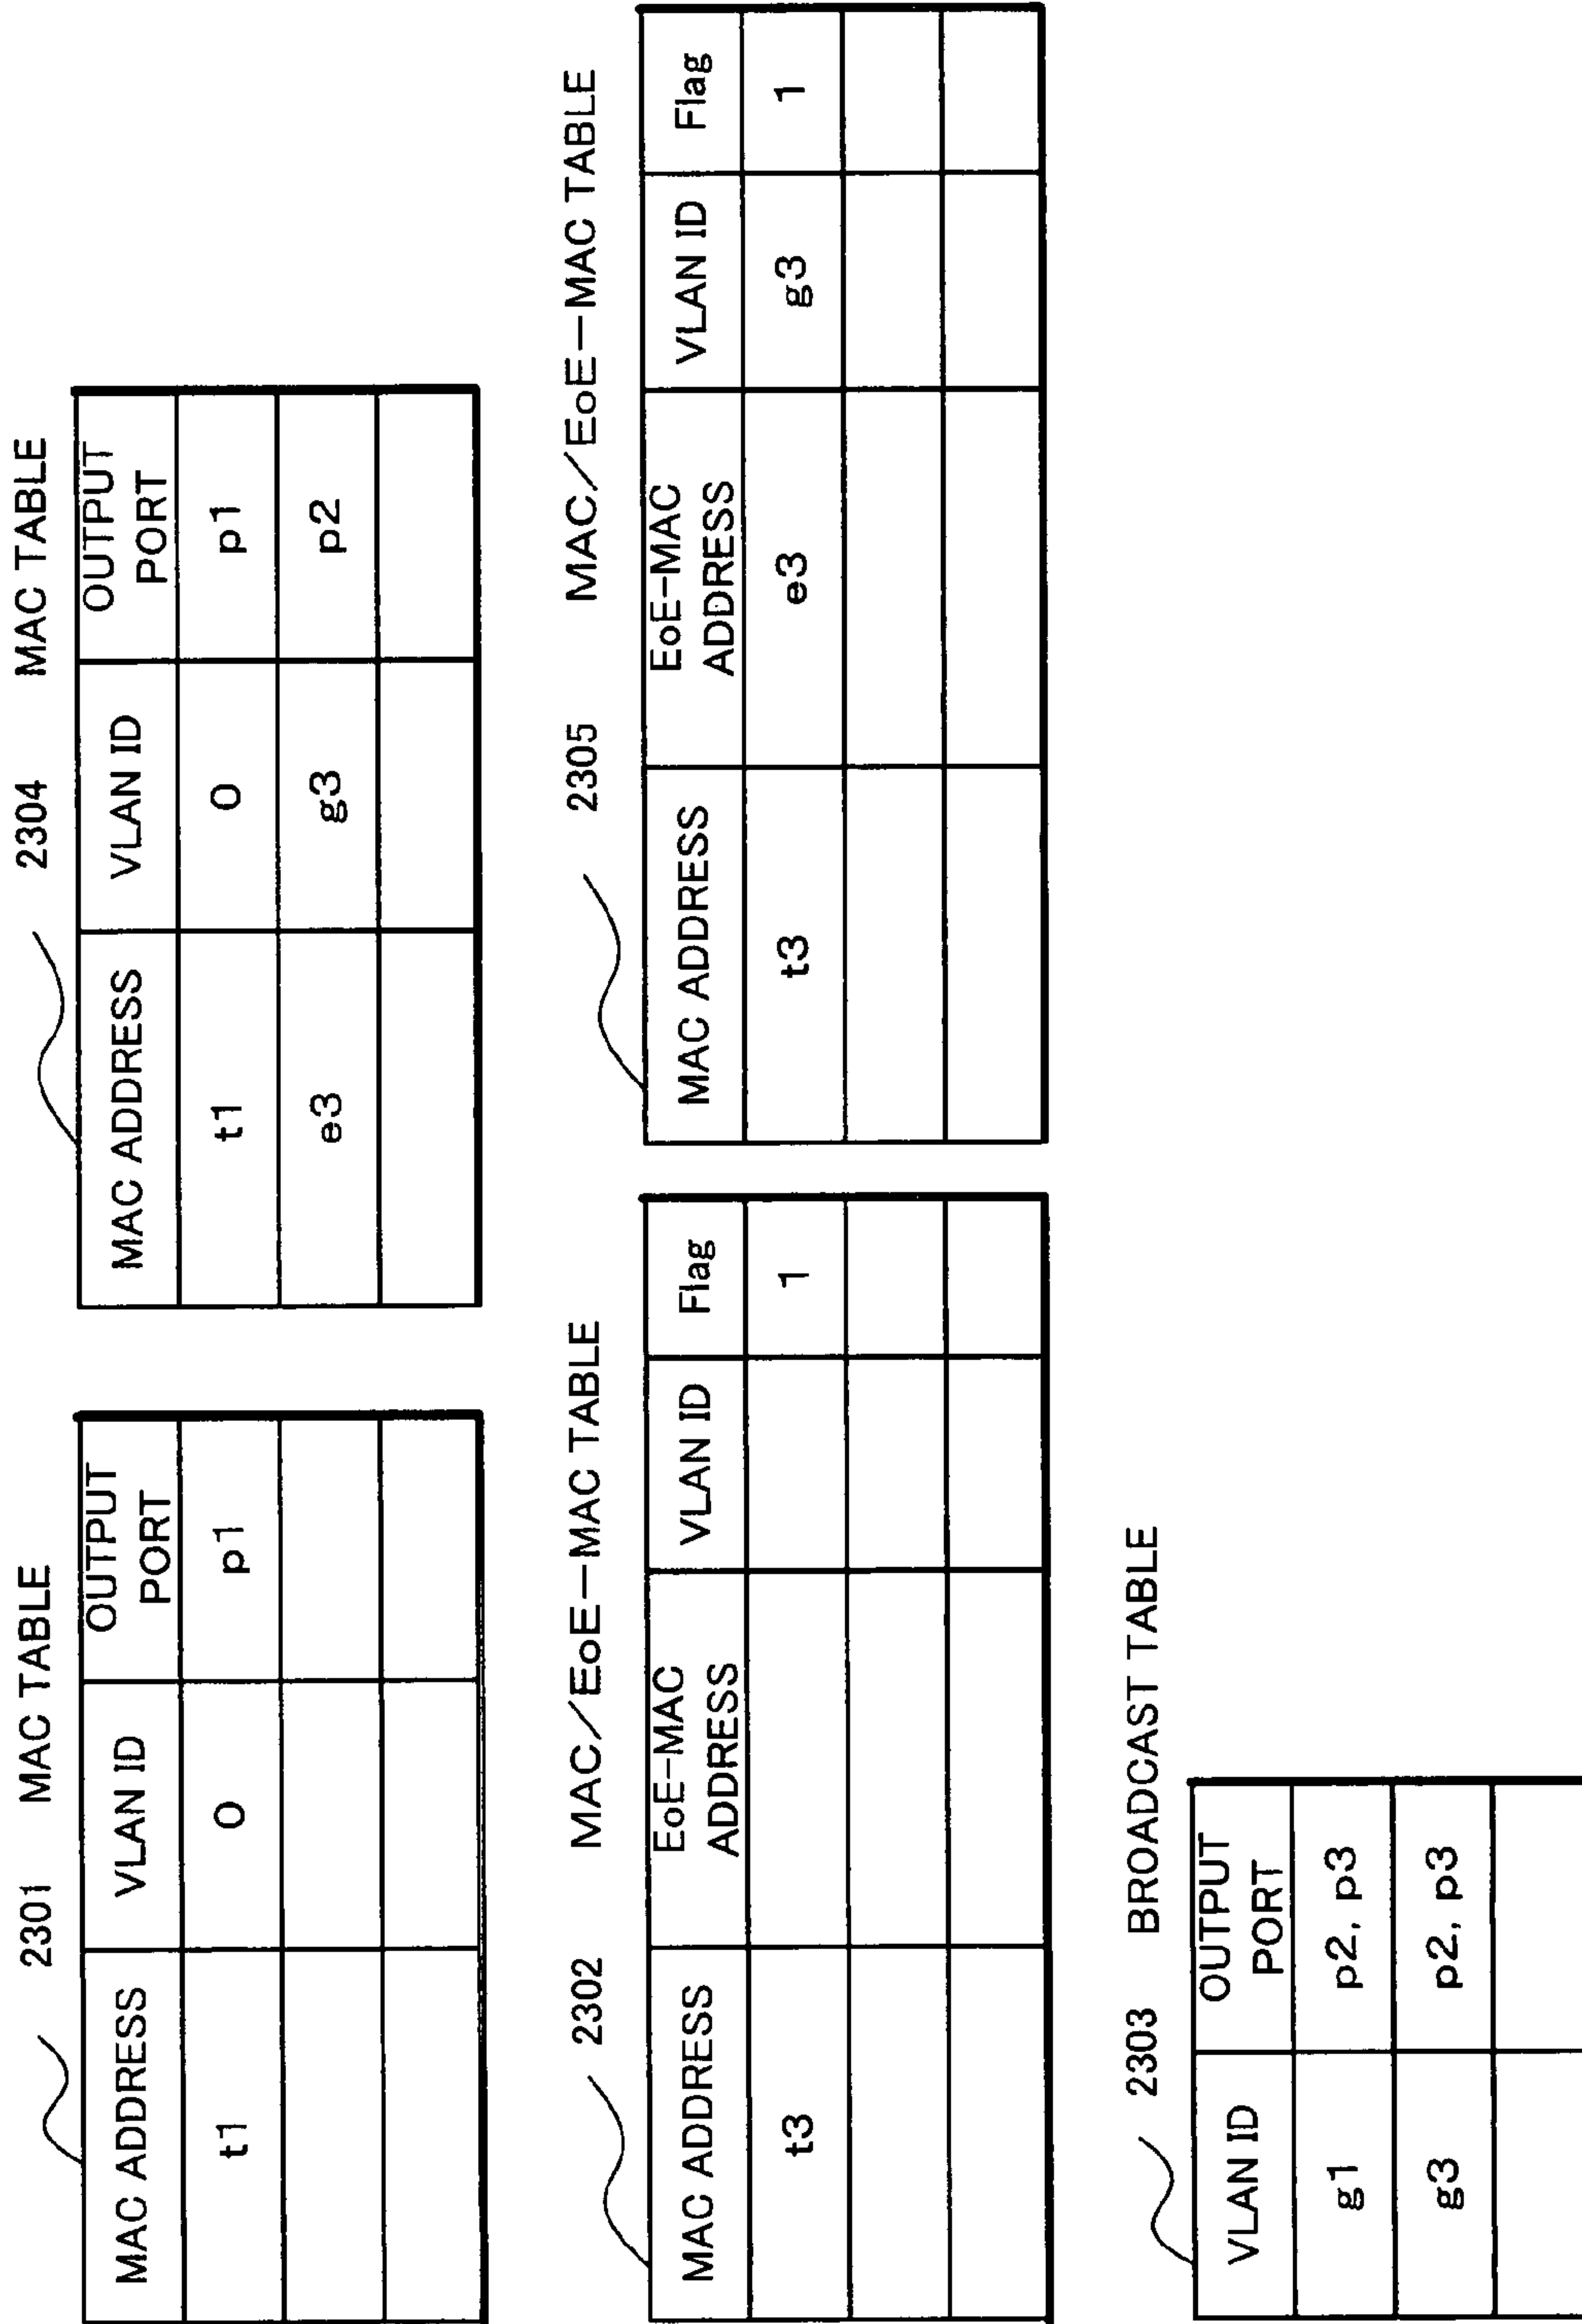 2301 MAC TABLE
MAC ADDRESS VLAN ID OUTPUT PORT
t1 0 p1
2304 MAC TABLE
MAC ADDRESS VLAN ID OUTPUT PORT
t1 0 p1
e3 g3 p2
2302 MAC/EoE-MAC TABLE
MAC ADDRESS EoE-MAC ADDRESS VLAN ID Flag
t3 1
2305 MAC/EoE-MAC TABLE
MAC ADDRESS EoE-MAC ADDRESS VLAN ID Flag
t3 e3 g3 1
2303 BROADCAST TABLE
VLAN ID OUTPUT PORT
g1 p2, p3
g3 p2, p3